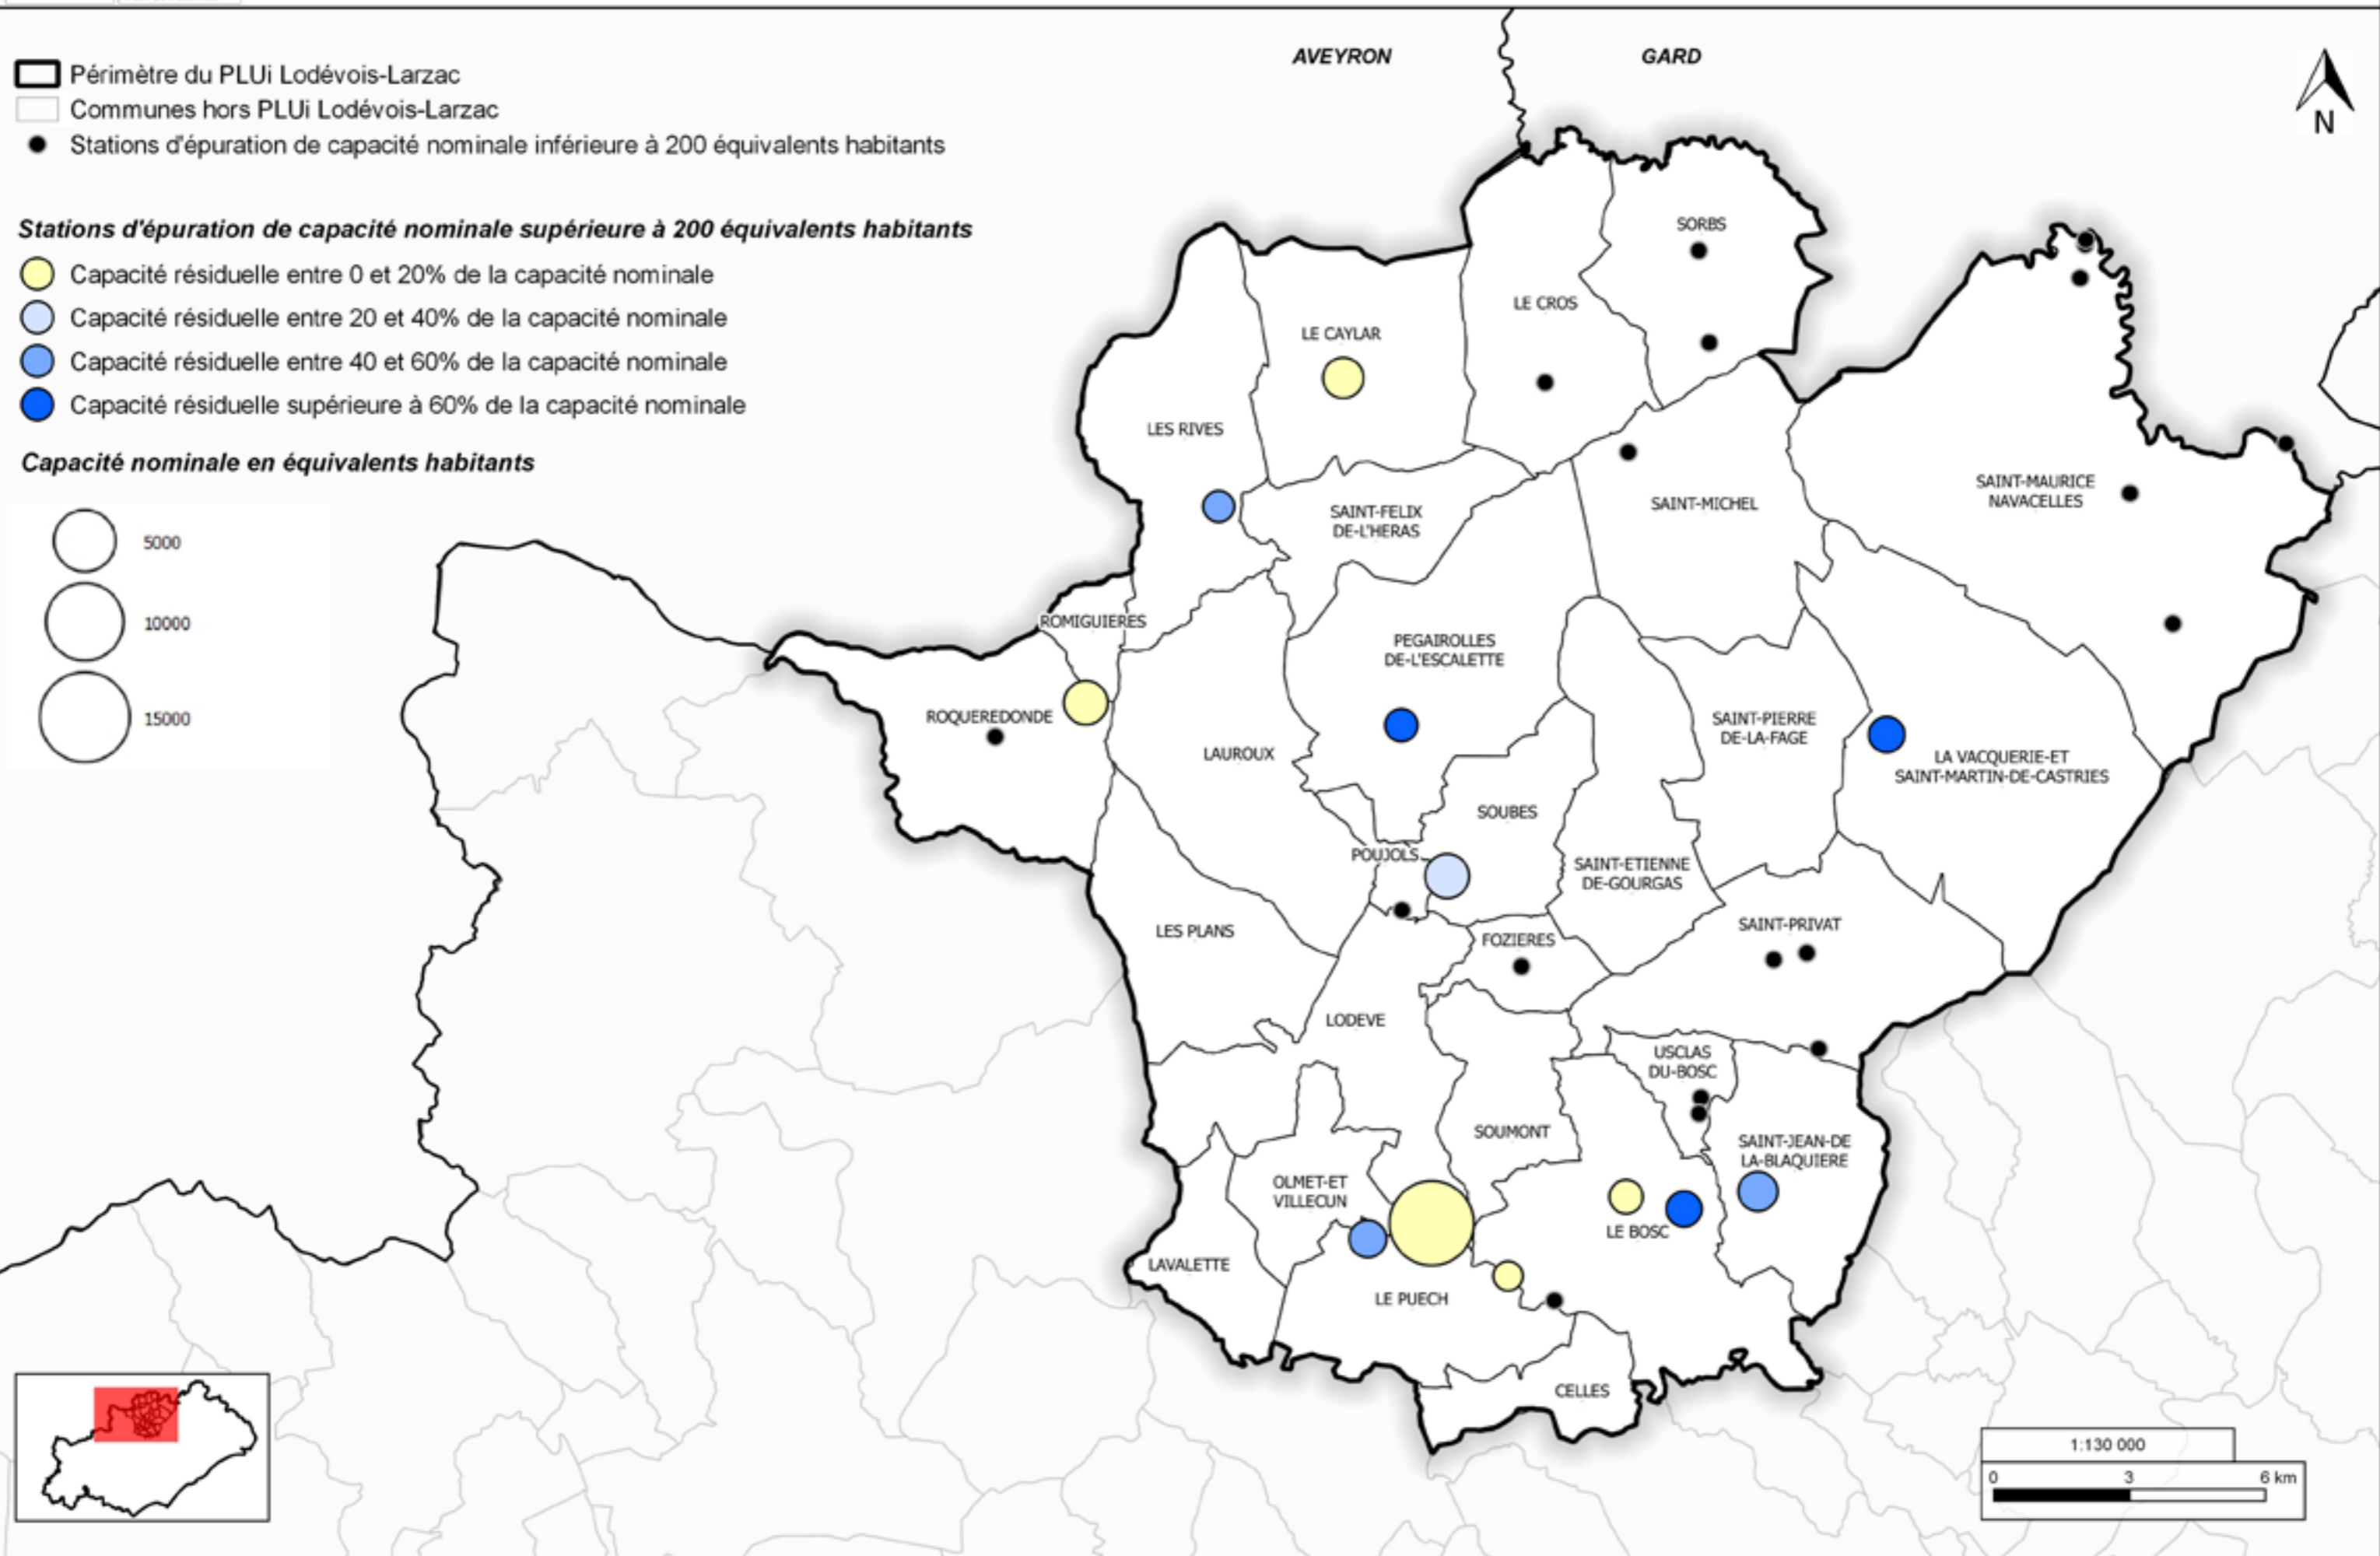 AVEYRON
GARD
Périmètre du PLUi Lodévois-Larzac
Communes hors PLUi Lodévois-Larzac
Stations d'épuration de capacité nominale inférieure à 200 équivalents habitants
Stations d'épuration de capacité nominale supérieure à 200 équivalents habitants
Capacité résiduelle entre 0 et 20% de la capacité nominale
Capacité résiduelle entre 20 et 40% de la capacité nominale
Capacité résiduelle entre 40 et 60% de la capacité nominale
Capacité résiduelle supérieure à 60% de la capacité nominale
Capacité nominale en équivalents habitants
5000
10000
15000
N
SORBS
LE CROS
LE CAYLAR
LES RIVES
SAINT-MAURICE
NAVACELLES
SAINT-MICHEL
SAINT-FELIX
DE-L'HERAS
ROMIGUIERES
PEGAIROLLES
DE-L'ESCALETTE
ROQUEREDONDE
LAUROUX
SAINT-PIERRE
DE-LA-FAGE
LA VACQUERIE-ET
SAINT-MARTIN-DE-CASTRIES
SOUBES
POUJOLS
SAINT-ETIENNE
DE-GOURGAS
LES PLANS
FOZIERES
SAINT-PRIVAT
LODEVE
USCLAS
DU-BOSC
SOUMONT
SAINT-JEAN-DE
LA-BLAQUIERE
OLMET-ET
VILLECUN
LE BOSC
LAVALETTE
LE PUECH
CELLES
1:130 000
0 3 6 km